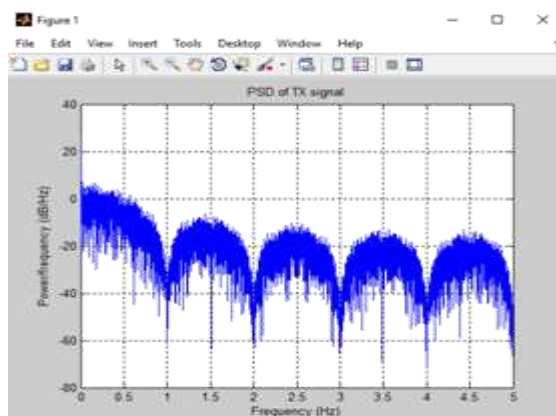 Figure 1
File Edit View Insert Tools Desktop Window Help
PSD of TX signal
Power/frequency (dB/Hz)
40
20
0
-20
-40
-60
-80
0 0.5 1 1.5 2 2.5 3 3.5 4 4.5 5
Frequency (Hz)